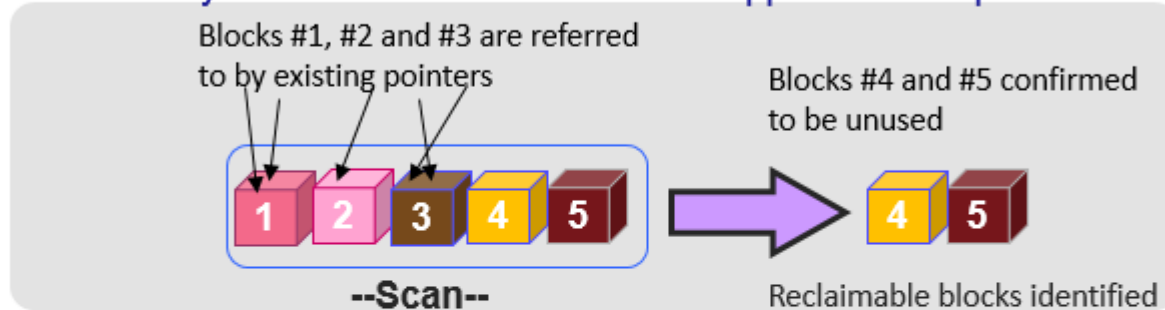 Blocks #1, #2 and #3 are referred
to by existing pointers
Blocks #4 and #5 confirmed
to be unused
1 2 3 4 5
4 5
--Scan--
Reclaimable blocks identified